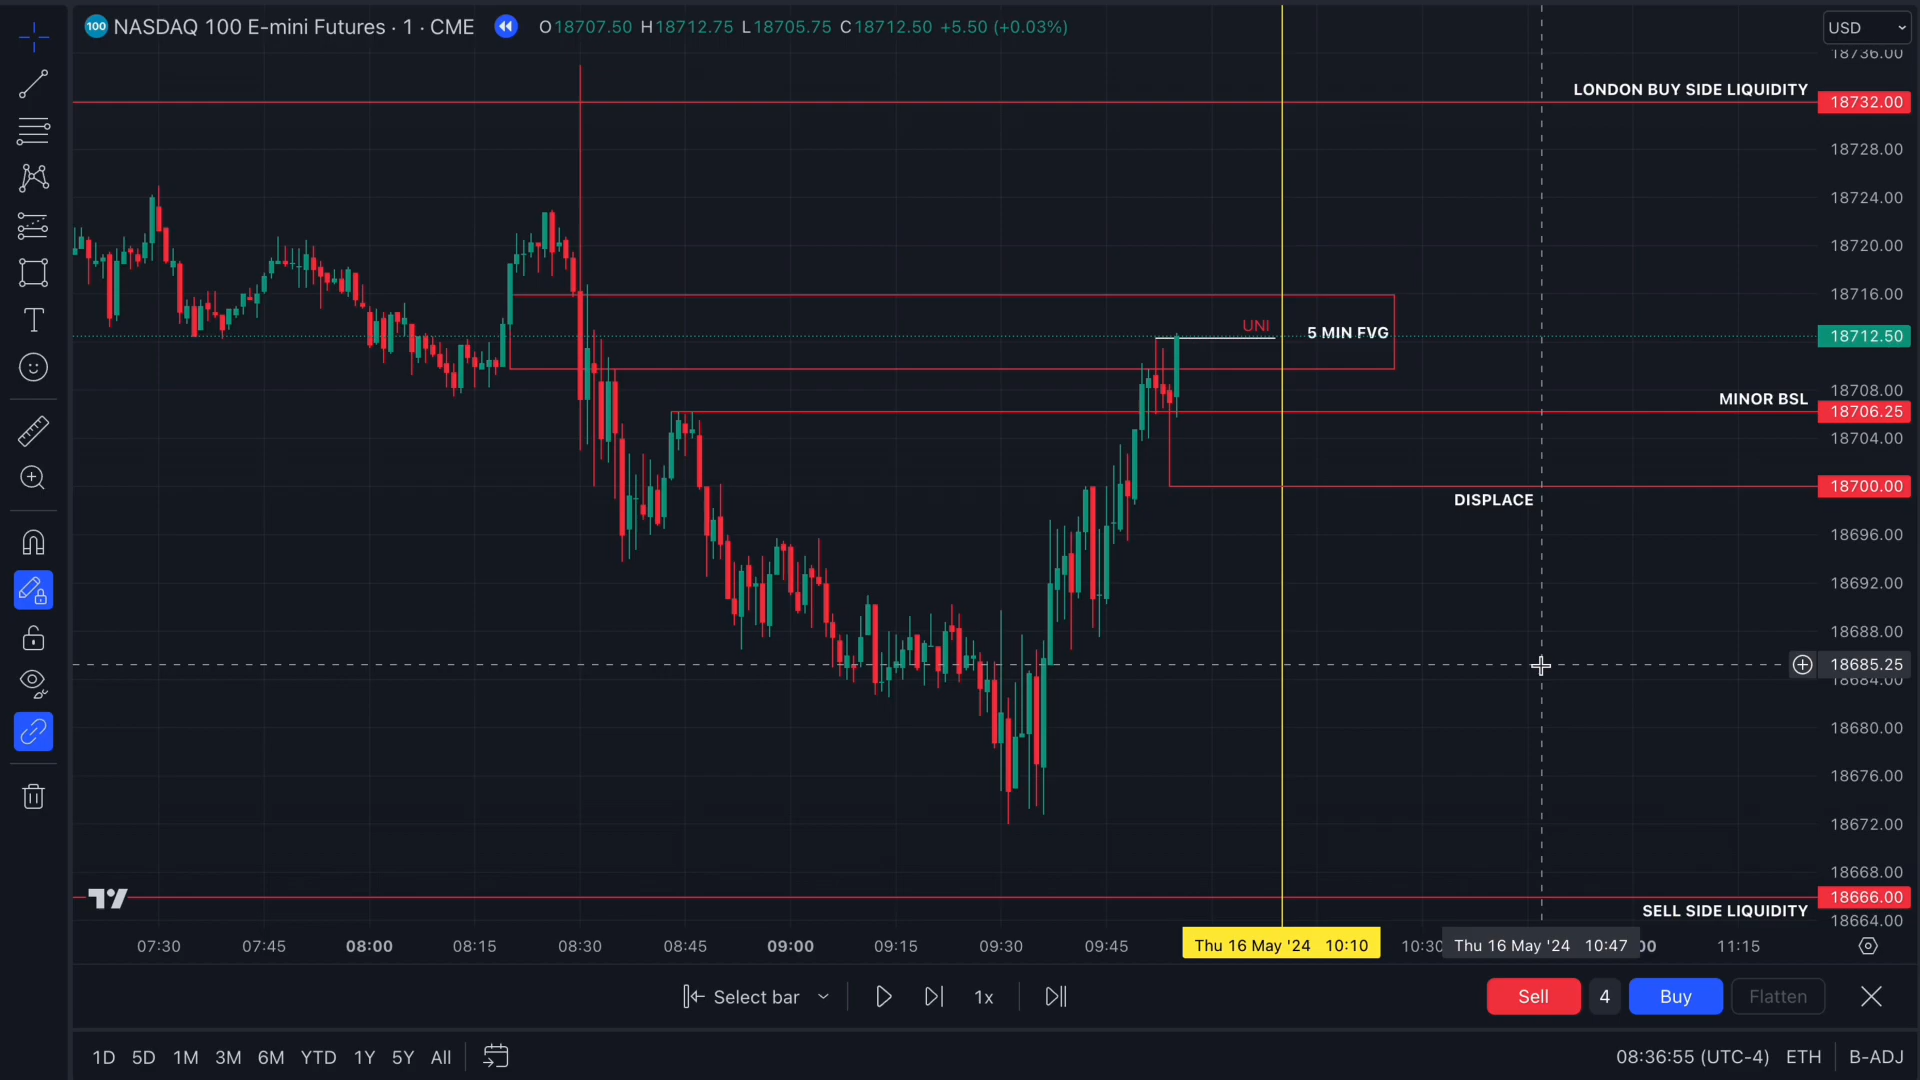 100 NASDAQ 100 E-mini Futures · 1 · CME O18707.50 H18712.75 L18705.75 C18712.50 +5.50 (+0.03%)
USD
18736.00
LONDON BUY SIDE LIQUIDITY
18732.00
18728.00
18724.00
18720.00
18716.00
UNI
5 MIN FVG
18712.50
18708.00
MINOR BSL
18706.25
18704.00
18700.00
DISPLACE
18696.00
18692.00
18688.00
18685.25
18684.00
18680.00
18676.00
18672.00
18668.00
18666.00
SELL SIDE LIQUIDITY
18664.00
07:30 07:45 08:00 08:15 08:30 08:45 09:00 09:15 09:30 09:45 Thu 16 May '24 10:10 10:30 Thu 16 May '24 10:47 00 11:15
Select bar 1x Sell 4 Buy Flatten
1D 5D 1M 3M 6M YTD 1Y 5Y All 08:36:55 (UTC-4) ETH B-ADJ